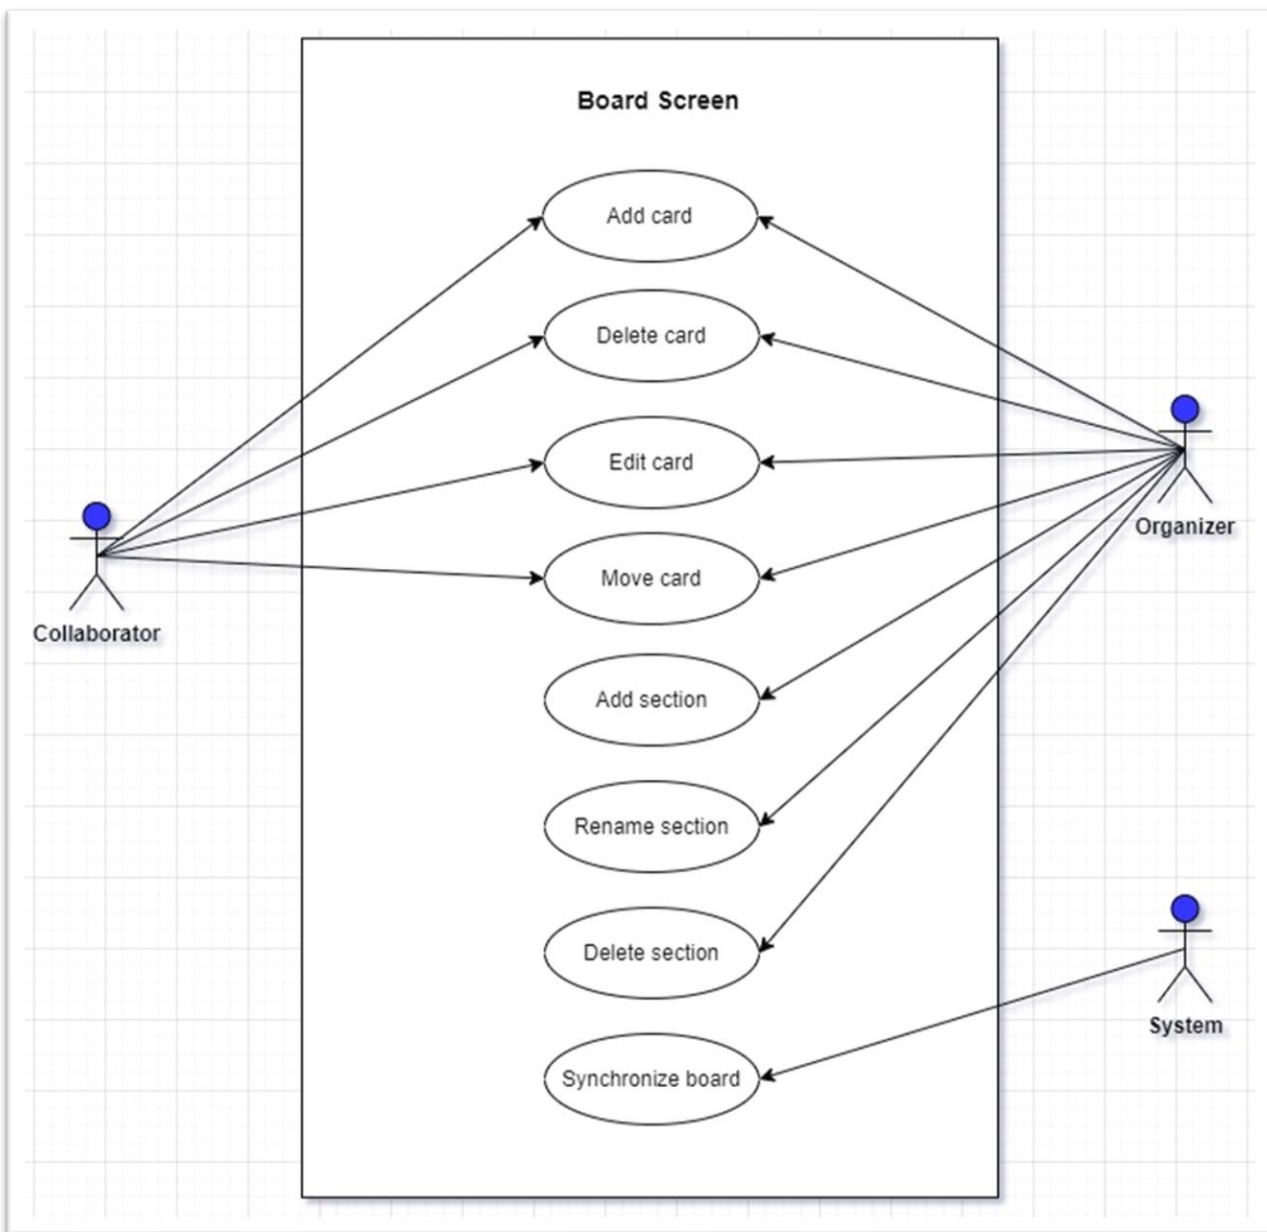 Board Screen
Add card
Delete card
Edit card
Organizer
Move card
Collaborator
Add section
Rename section
Delete section
System
Synchronize board